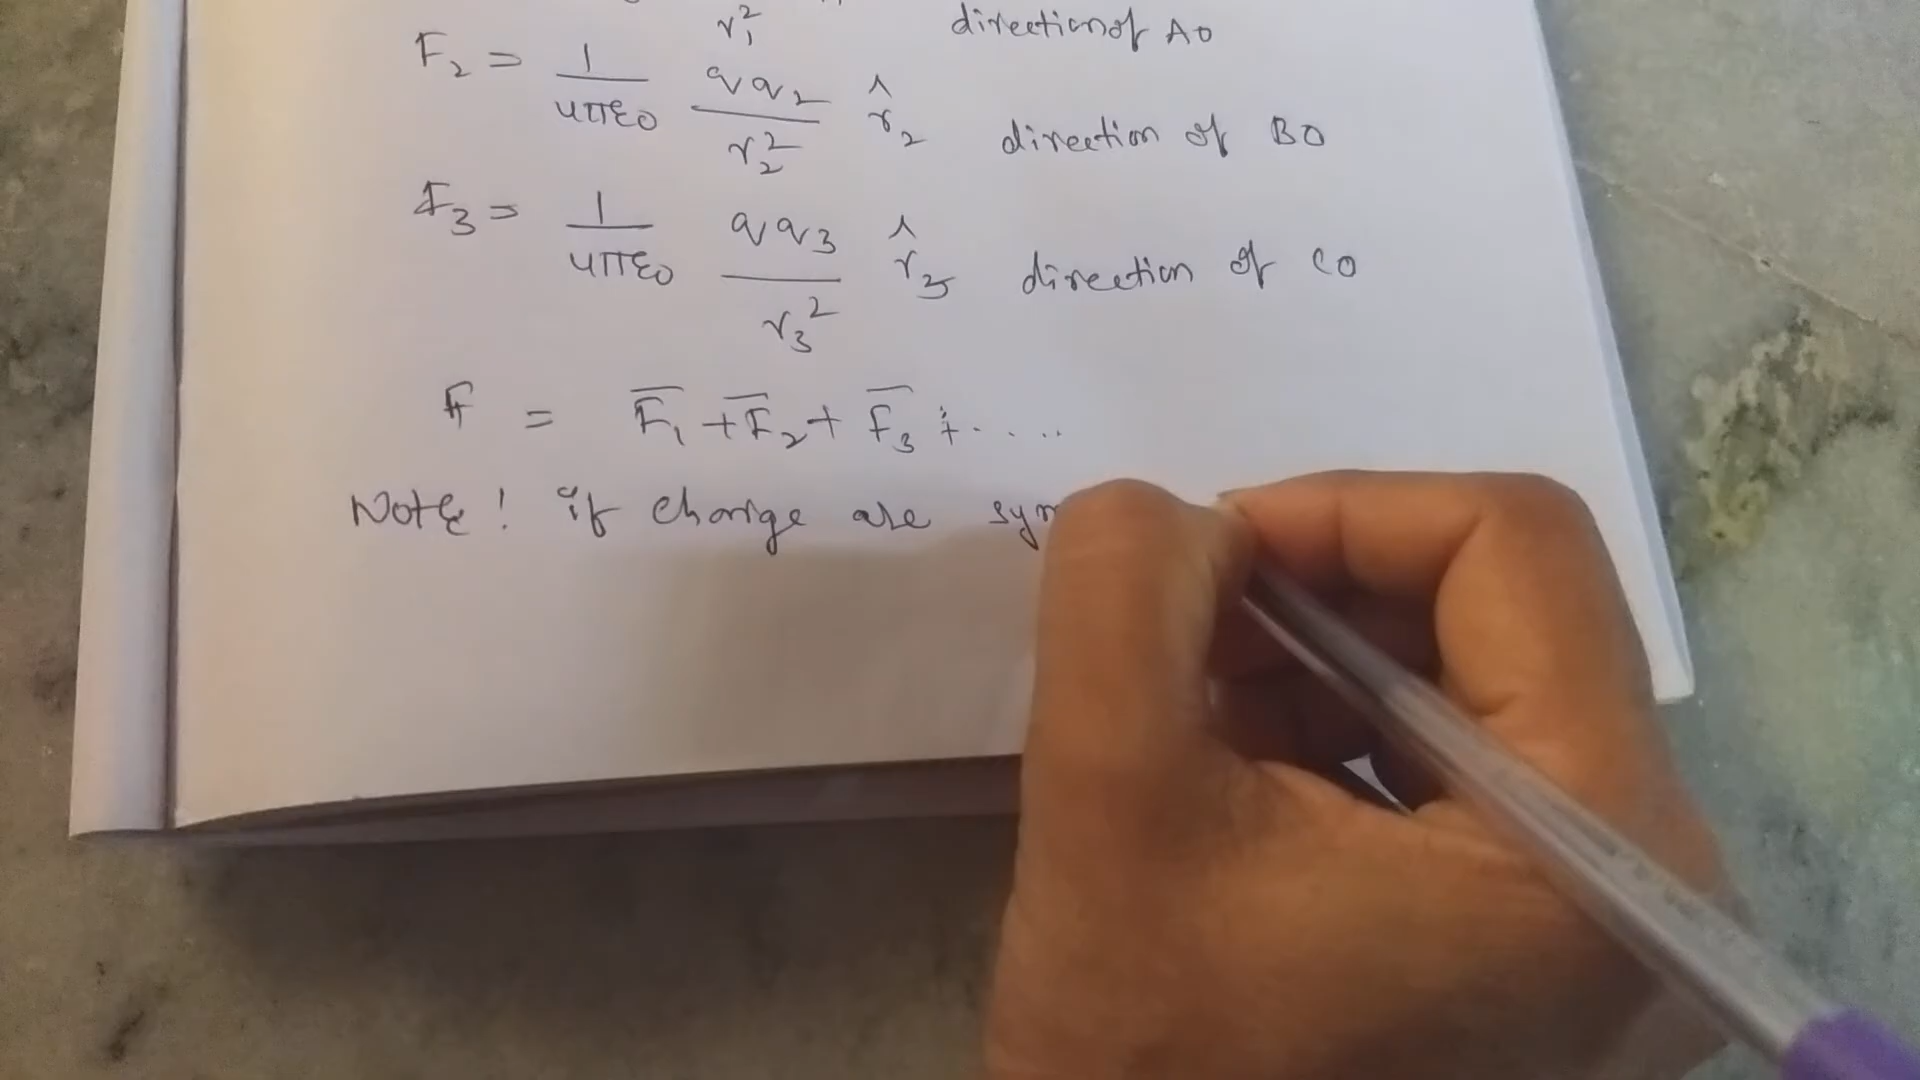 r₁² direction of AO
F₂ = 1/4πε₀ qq₂/r₂² r̂₂ direction of BO
F₃ = 1/4πε₀ qq₃/r₃² r̂₃ direction of CO
F = F̅₁ + F̅₂ + F̅₃ + .....
Note! if charge are sym